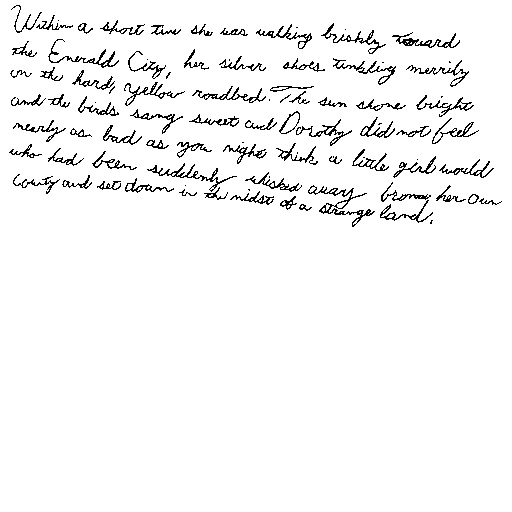 Within a short time she was walking briskly toward
the Emerald City, her silver shoes tinkling merrily
on the hard, yellow roadbed. The sun shone bright
and the birds sang sweet and Dorothy did not feel
nearly as bad as you might think a little girl would
who had been suddenly whisked away from her own
county and set down in the midst of a strange land.